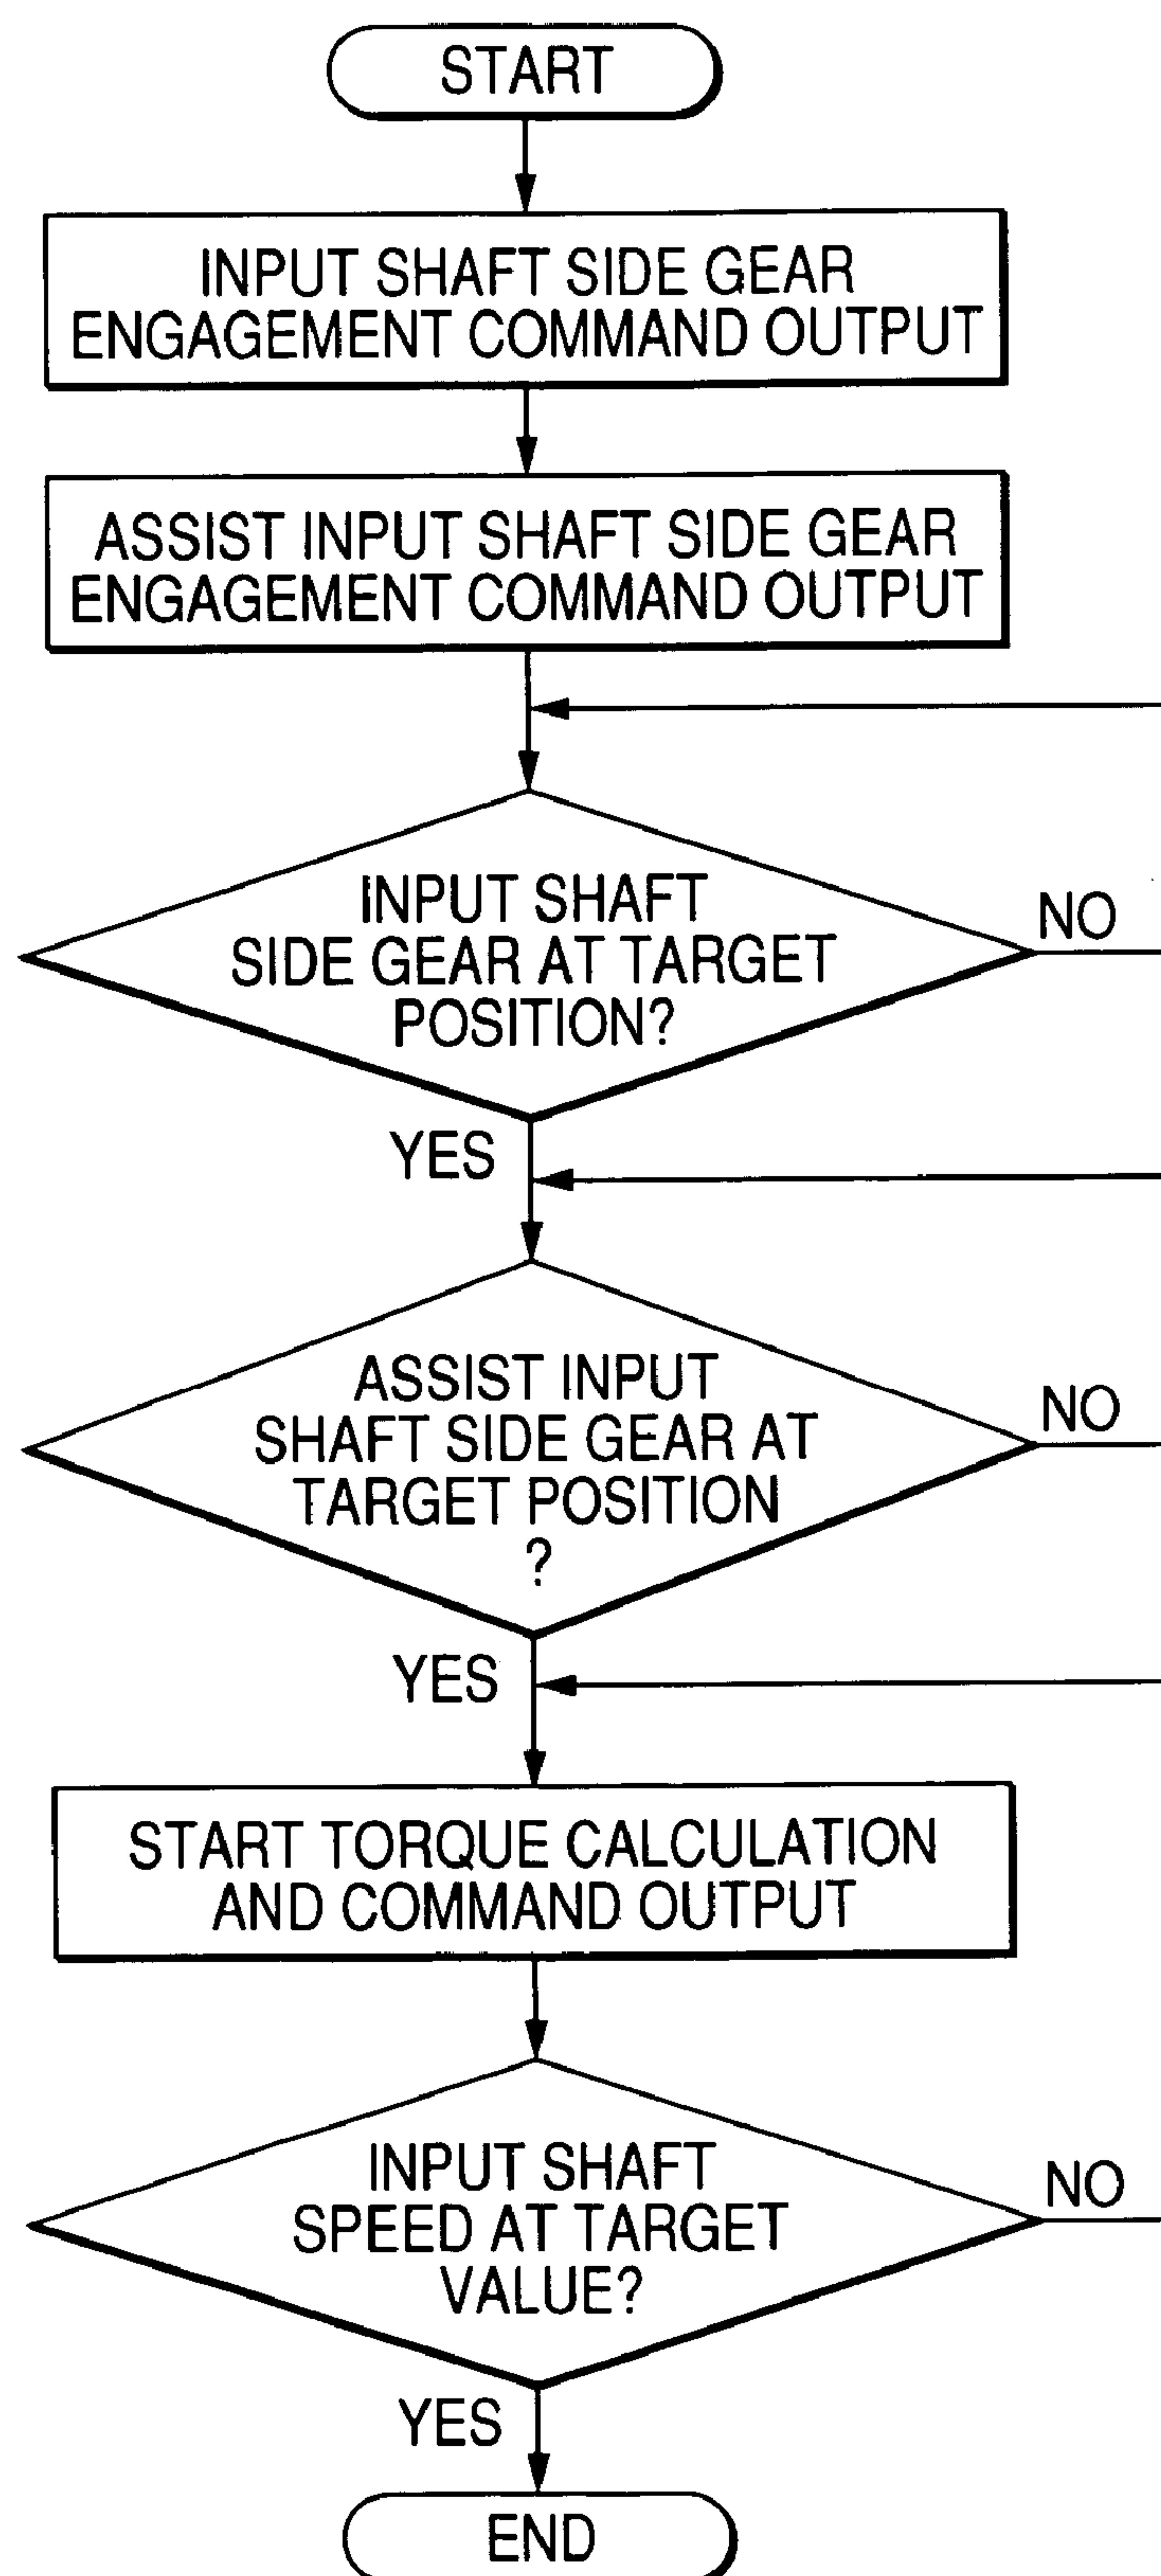 START
INPUT SHAFT SIDE GEAR
ENGAGEMENT COMMAND OUTPUT
ASSIST INPUT SHAFT SIDE GEAR
ENGAGEMENT COMMAND OUTPUT
INPUT SHAFT
SIDE GEAR AT TARGET
POSITION?
NO
YES
ASSIST INPUT
SHAFT SIDE GEAR AT
TARGET POSITION
?
NO
YES
START TORQUE CALCULATION
AND COMMAND OUTPUT
INPUT SHAFT
SPEED AT TARGET
VALUE?
NO
YES
END